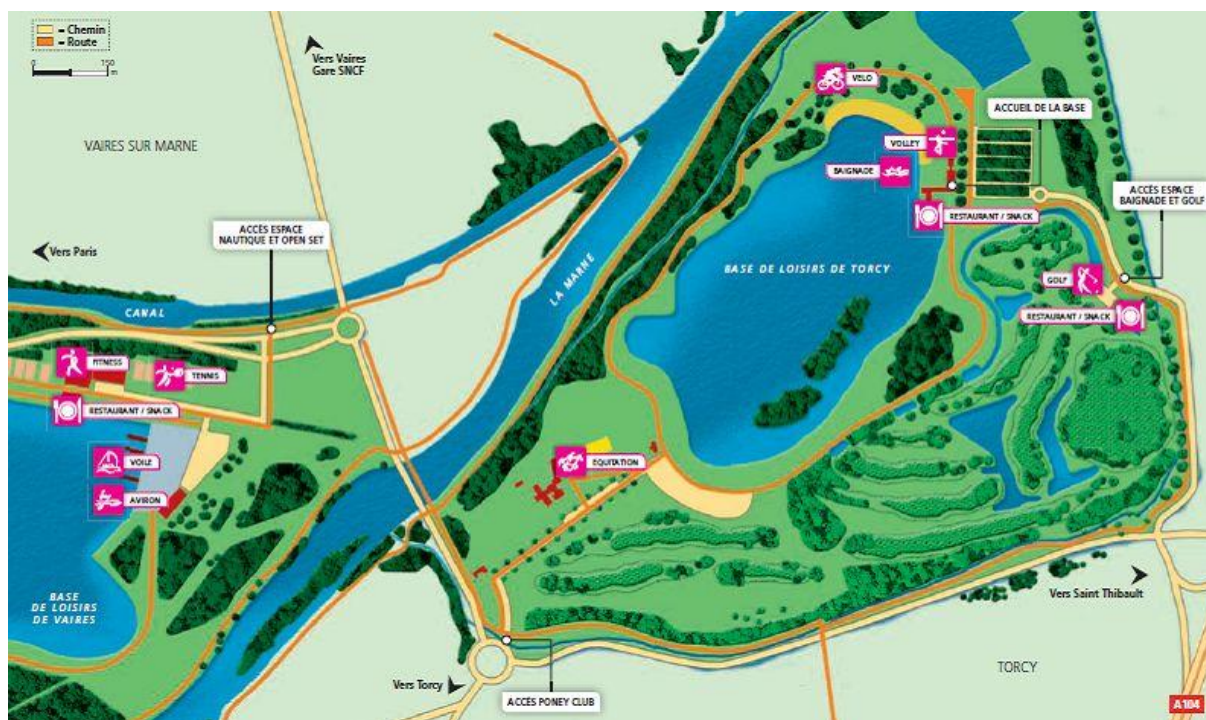 = Chemin
= Route
0 150
m
Vers Vaires
Gare SNCF
VAIRES SUR MARNE
VELO
ACCUEIL DE LA BASE
VOLLEY
BAIGNADE
RESTAURANT / SNACK
ACCÈS ESPACE
BAIGNADE ET GOLF
ACCÈS ESPACE
NAUTIQUE ET OPEN SET
Vers Paris
CANAL
LA MARNE
BASE DE LOISIRS DE TORCY
GOLF
RESTAURANT / SNACK
FITNESS
TENNIS
RESTAURANT / SNACK
VOILE
AVIRON
EQUITATION
BASE
DE LOISIRS
DE VAIRES
Vers Saint Thibault
Vers Torcy
ACCÈS PONEY CLUB
TORCY
A104